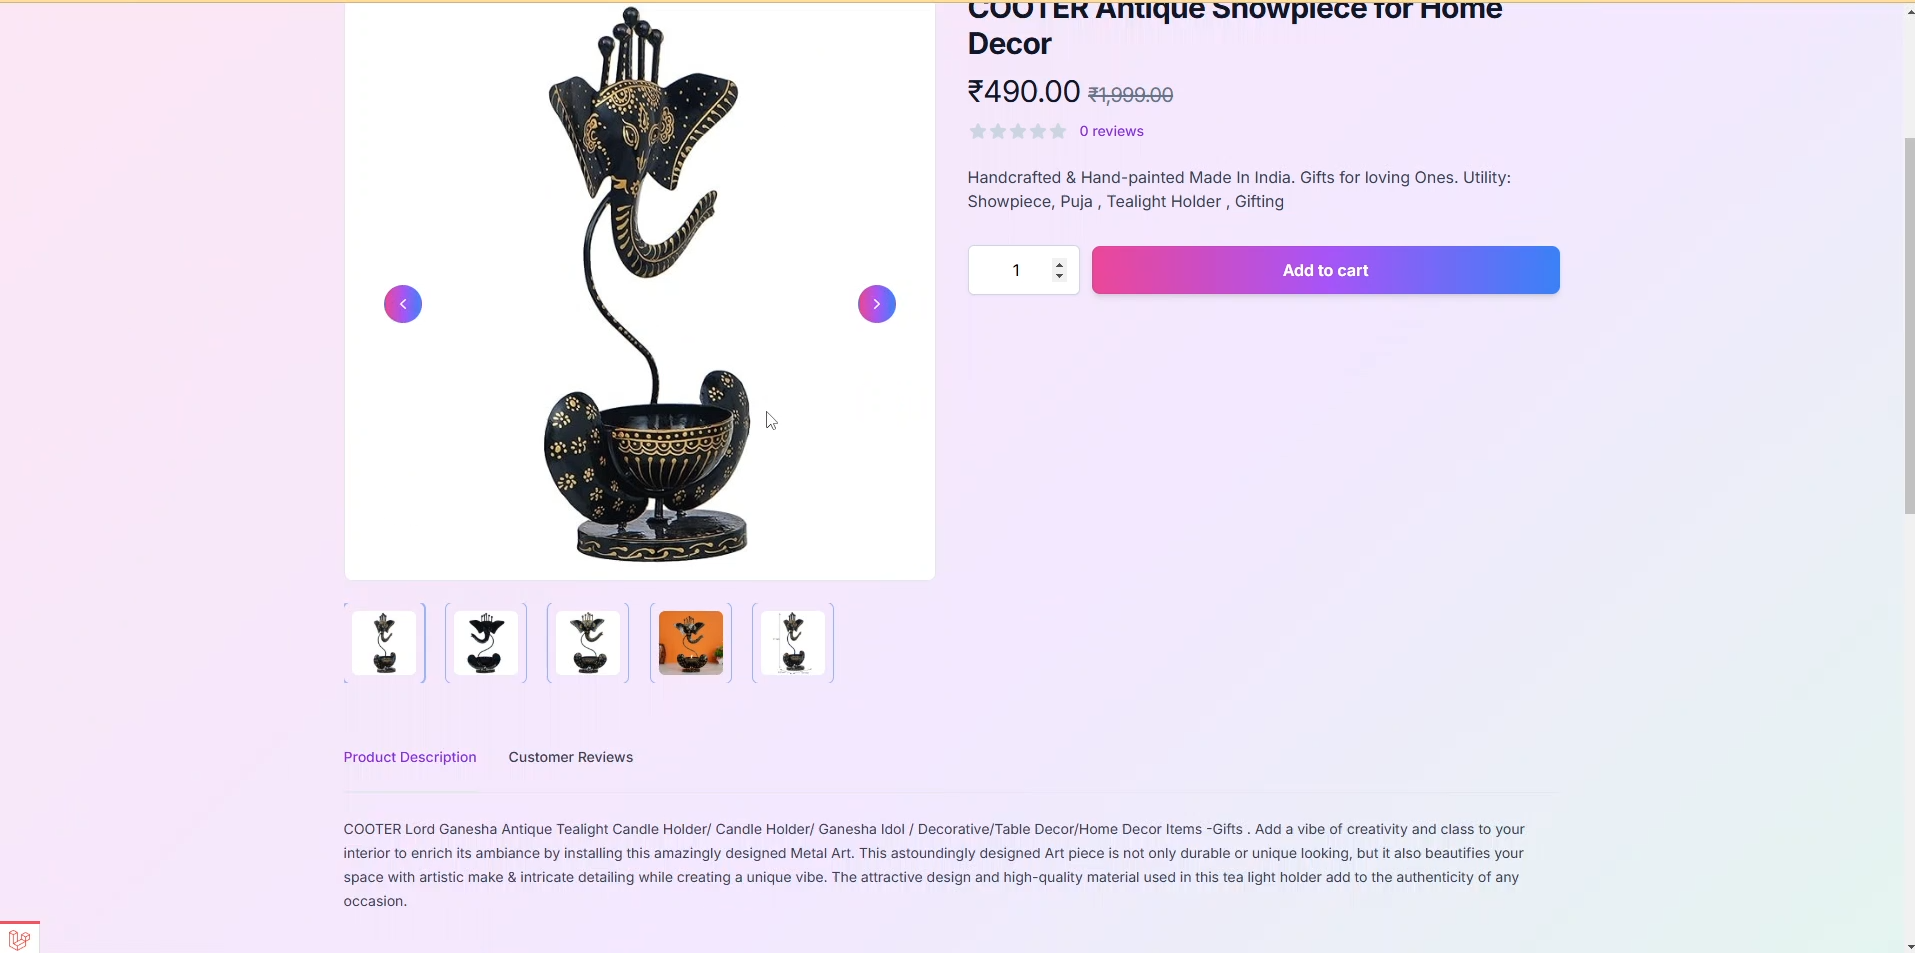 COOTER Antique Showpiece for Home
Decor
₹490.00 ₹1,999.00
0 reviews
Handcrafted & Hand-painted Made In India. Gifts for loving Ones. Utility:
Showpiece, Puja , Tealight Holder , Gifting
1
Add to cart
Product Description
Customer Reviews
COOTER Lord Ganesha Antique Tealight Candle Holder/ Candle Holder/ Ganesha Idol / Decorative/Table Decor/Home Decor Items -Gifts . Add a vibe of creativity and class to your
interior to enrich its ambiance by installing this amazingly designed Metal Art. This astoundingly designed Art piece is not only durable or unique looking, but it also beautifies your
space with artistic make & intricate detailing while creating a unique vibe. The attractive design and high-quality material used in this tea light holder add to the authenticity of any
occasion.